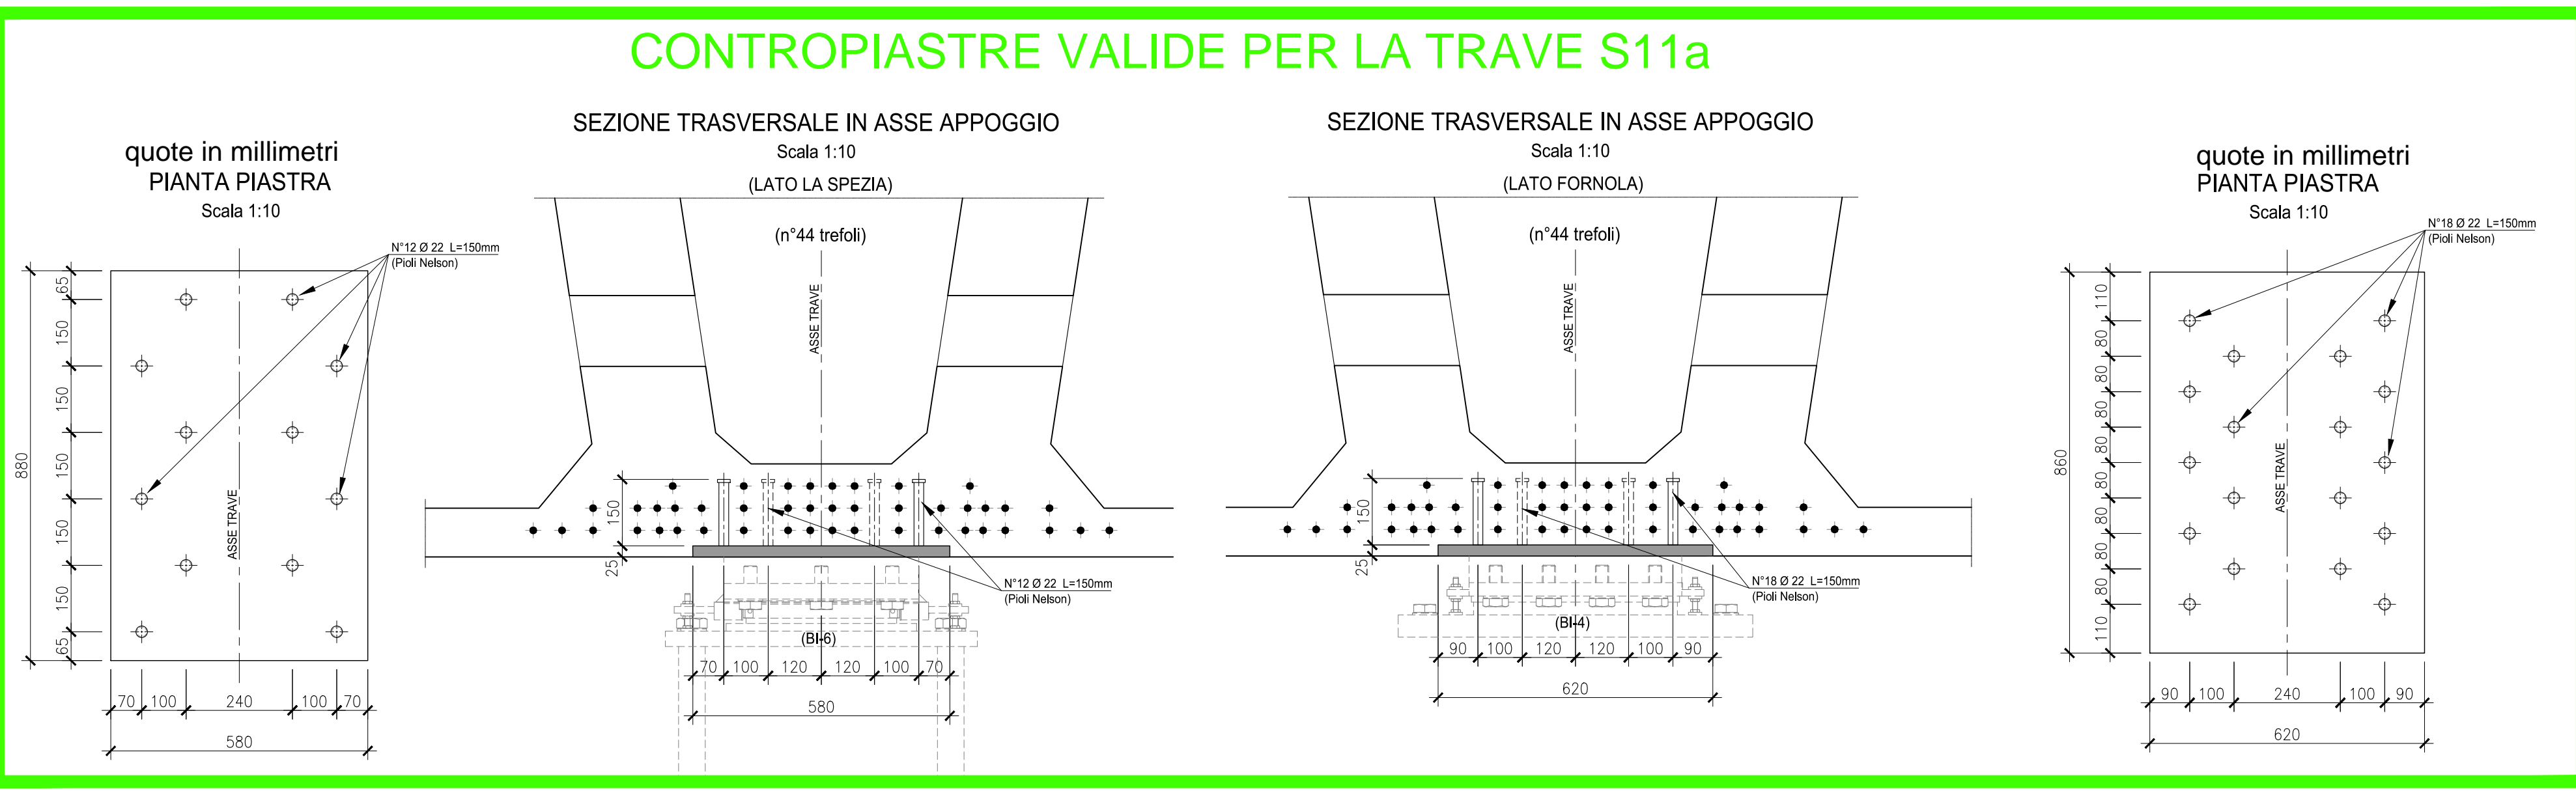 CONTROPIASTRE VALIDE PER LA TRAVE S11a
quote in millimetri
PIANTA PIASTRA
Scala 1:10
N°12 Ø 22 L=150mm
(Pioli Nelson)
65
150
150
150
150
150
65
880
ASSE TRAVE
70 100 240 100 70
580
SEZIONE TRASVERSALE IN ASSE APPOGGIO
Scala 1:10
(LATO LA SPEZIA)
(n°44 trefoli)
ASSE TRAVE
150
25
N°12 Ø 22 L=150mm
(Pioli Nelson)
(BI-6)
70 100 120 120 100 70
580
SEZIONE TRASVERSALE IN ASSE APPOGGIO
Scala 1:10
(LATO FORNOLA)
(n°44 trefoli)
ASSE TRAVE
150
25
N°18 Ø 22 L=150mm
(Pioli Nelson)
(BI-4)
90 100 120 120 100 90
620
quote in millimetri
PIANTA PIASTRA
Scala 1:10
N°18 Ø 22 L=150mm
(Pioli Nelson)
110
80
80
80
80
80
80
80
80
110
860
ASSE TRAVE
90 100 240 100 90
620